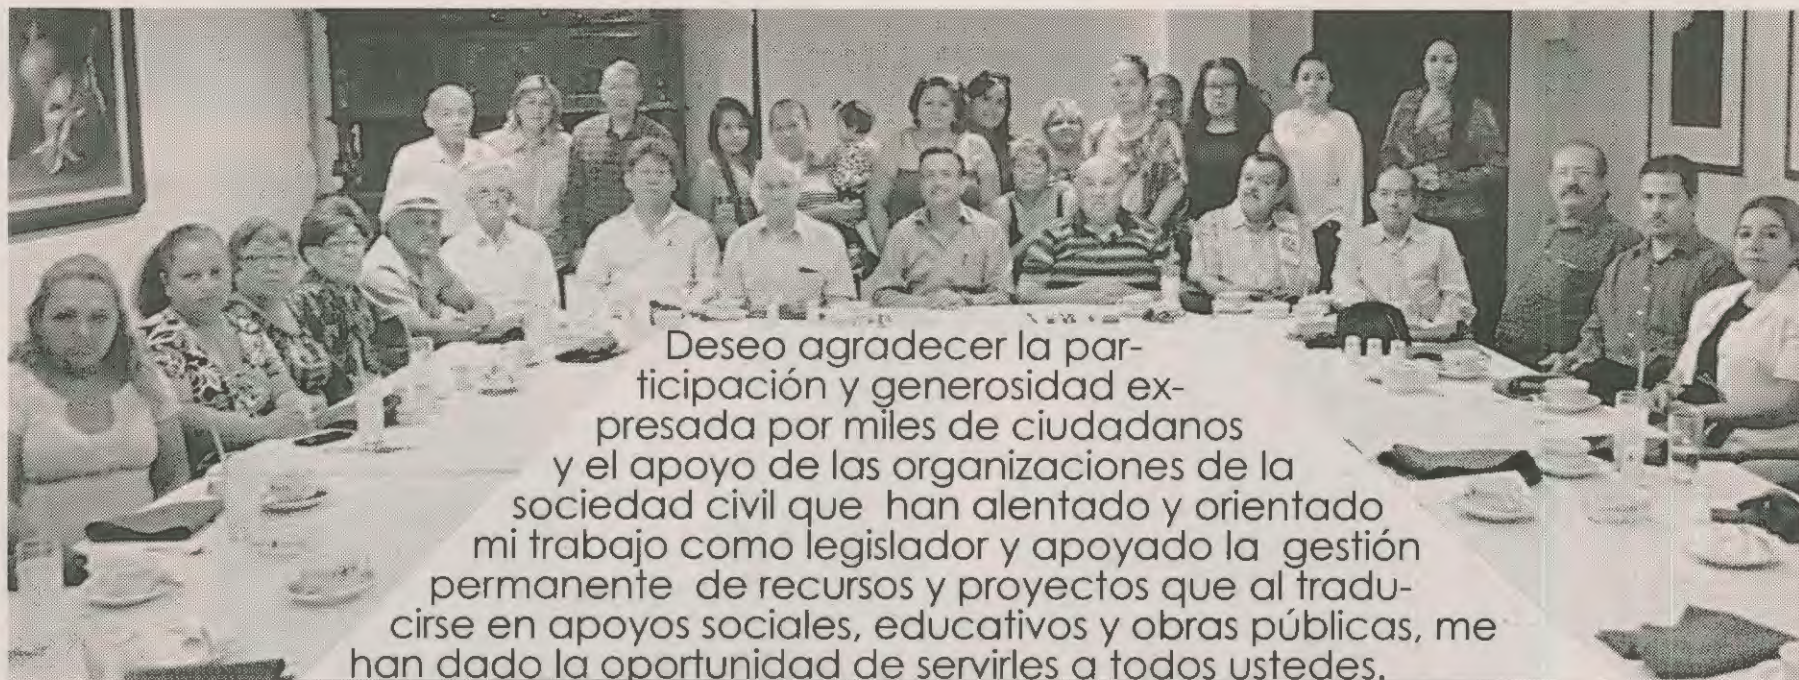 Deseo agradecer la par-
ticipación y generosidad ex-
presada por miles de ciudadanos
y el apoyo de las organizaciones de la
sociedad civil que han alentado y orientado
mi trabajo como legislador y apoyado la gestión
permanente de recursos y proyectos que al tradu-
cirse en apoyos sociales, educativos y obras públicas, me
han dado la oportunidad de servirles a todos ustedes.